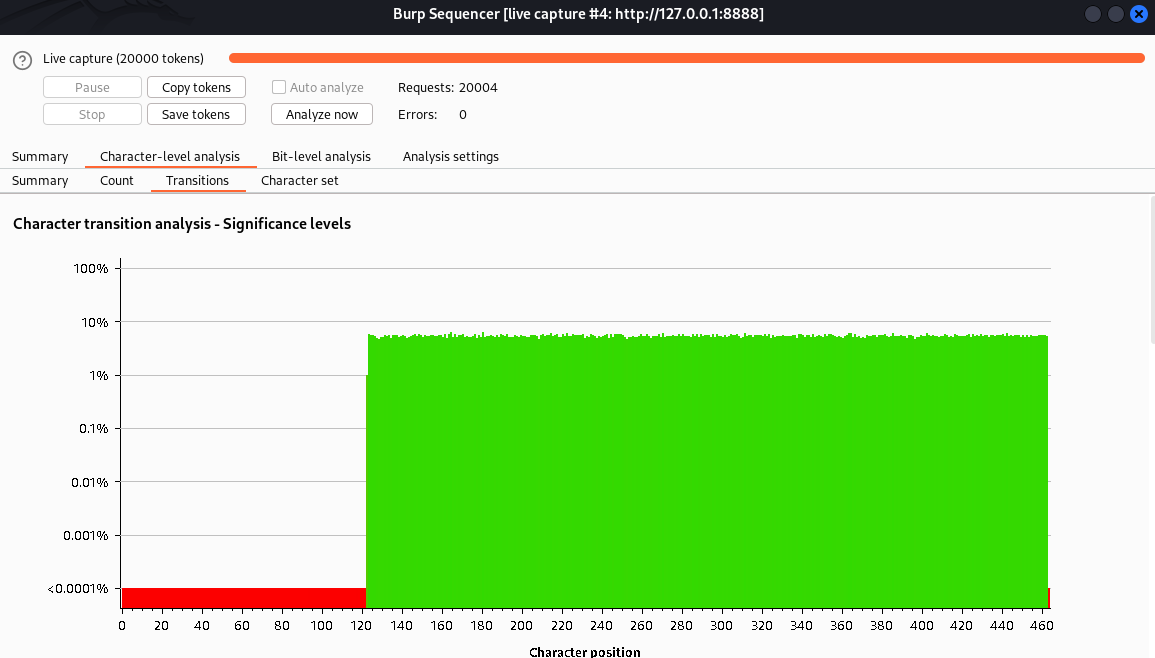 Burp Sequencer [live capture #4: http://127.0.0.1:8888]
? Live capture (20000 tokens)
Pause Copy tokens Auto analyze Requests: 20004
Stop Save tokens Analyze now Errors: 0
Summary Character-level analysis Bit-level analysis Analysis settings
Summary Count Transitions Character set
Character transition analysis - Significance levels
100%
10%
1%
0.1%
0.01%
0.001%
<0.0001%
0 20 40 60 80 100 120 140 160 180 200 220 240 260 280 300 320 340 360 380 400 420 440 460
Character position